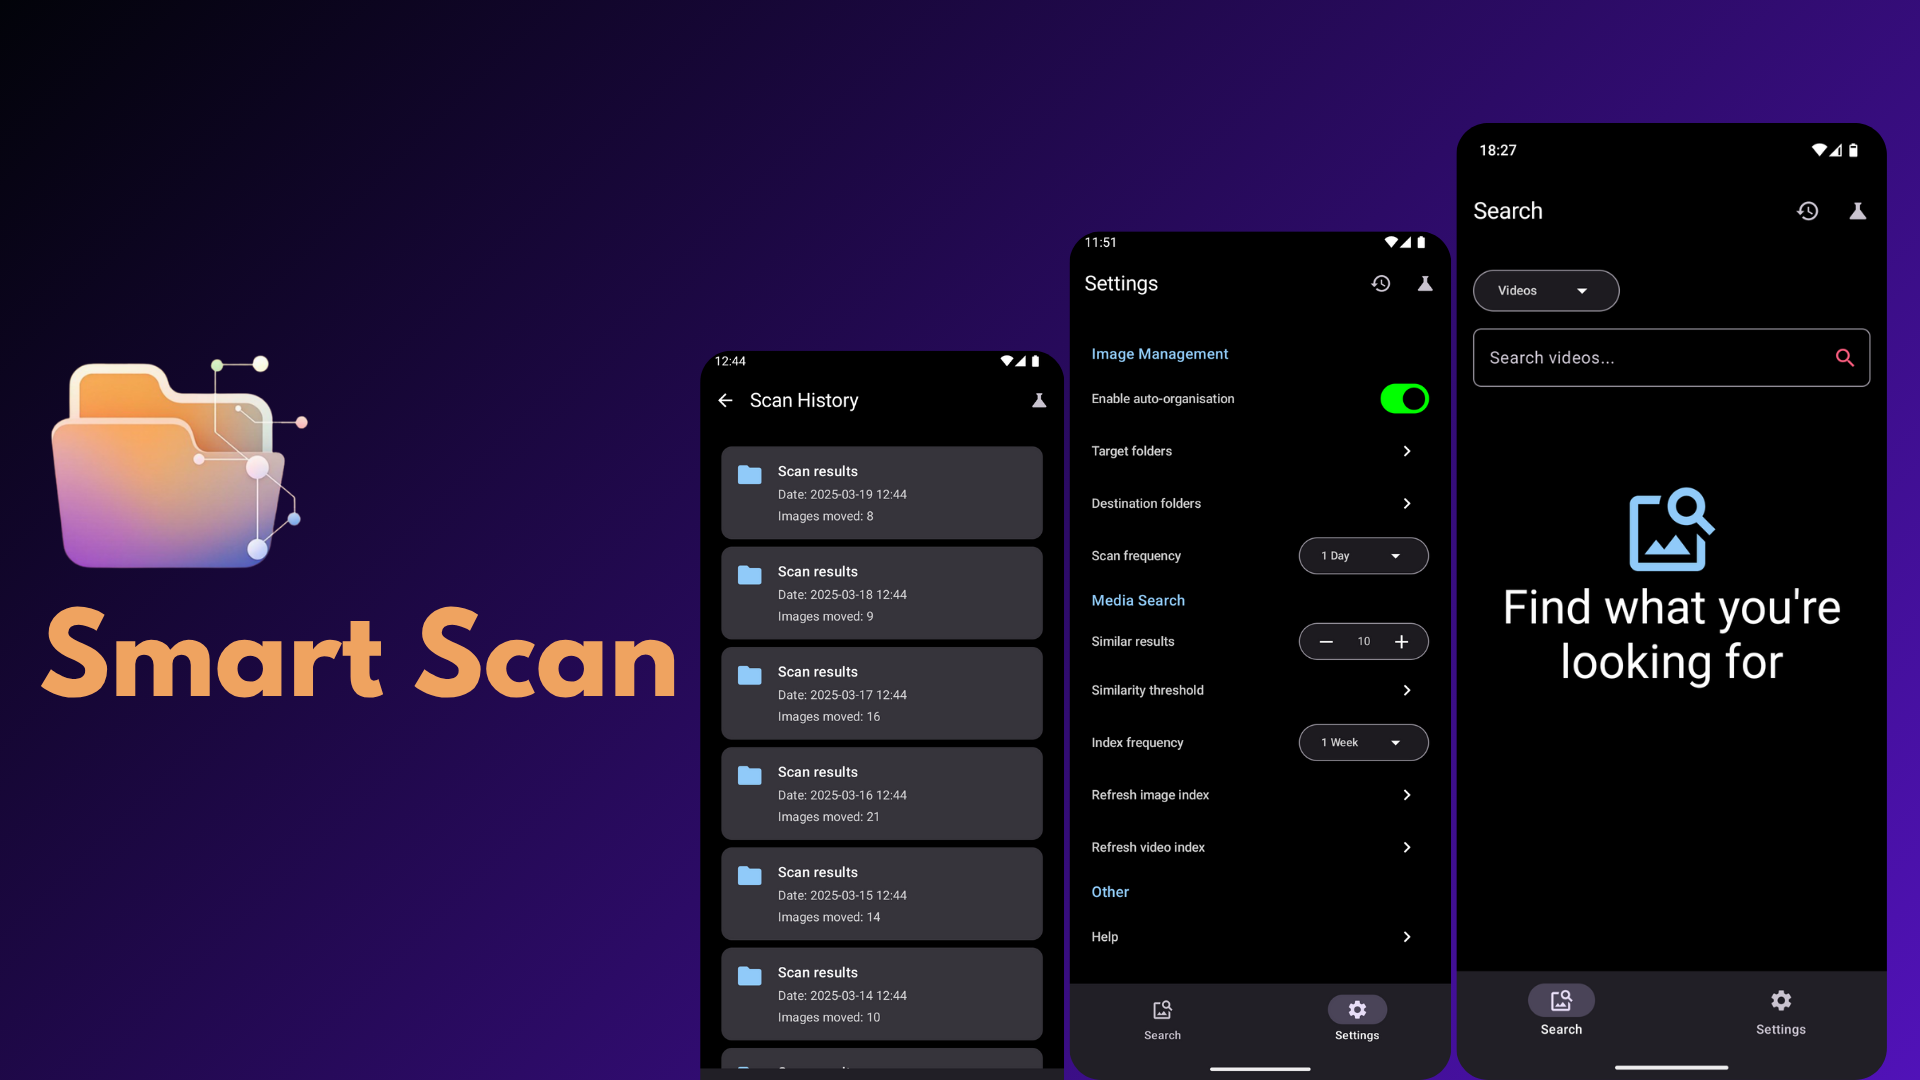 Smart Scan
12:44
Scan History
Scan results
Date: 2025-03-19 12:44
Images moved: 8
Scan results
Date: 2025-03-18 12:44
Images moved: 9
Scan results
Date: 2025-03-17 12:44
Images moved: 16
Scan results
Date: 2025-03-16 12:44
Images moved: 21
Scan results
Date: 2025-03-15 12:44
Images moved: 14
Scan results
Date: 2025-03-14 12:44
Images moved: 10
11:51
Settings
Image Management
Enable auto-organisation
Target folders
Destination folders
Scan frequency 1 Day
Media Search
Similar results 10
Similarity threshold
Index frequency 1 Week
Refresh image index
Refresh video index
Other
Help
Search Settings
18:27
Search
Videos
Search videos...
Find what you're
looking for
Search Settings